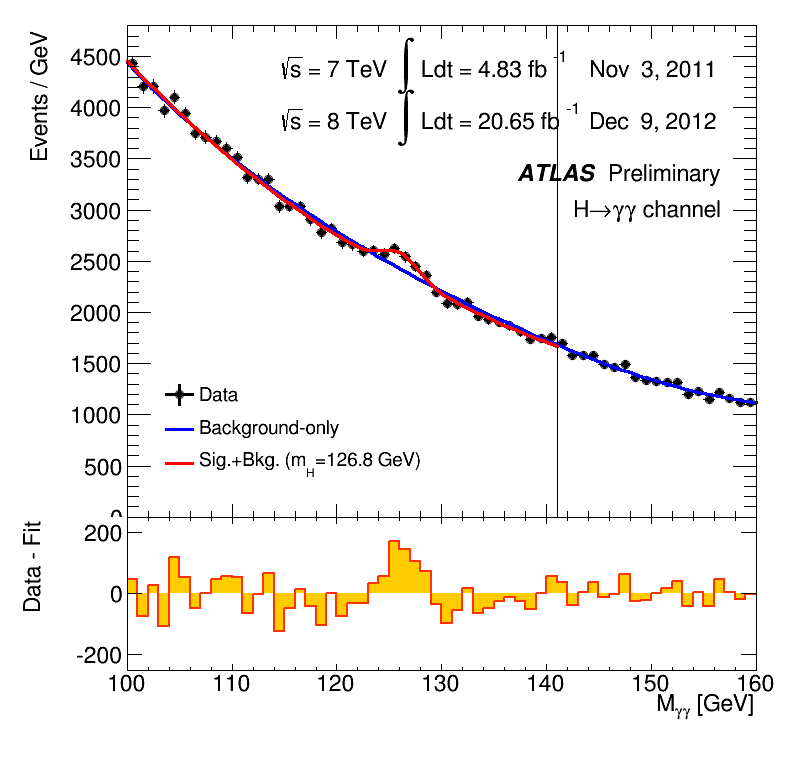 Events / GeV
4500
4000
3500
3000
2500
2000
1500
1000
500
0
√s = 7 TeV ∫ Ldt = 4.83 fb⁻¹ Nov 3, 2011
√s = 8 TeV ∫ Ldt = 20.65 fb⁻¹ Dec 9, 2012
ATLAS Preliminary
H→γγ channel
Data
Background-only
Sig.+Bkg. (m_H=126.8 GeV)
Data - Fit
200
0
-200
100 110 120 130 140 150 160
M_γγ [GeV]